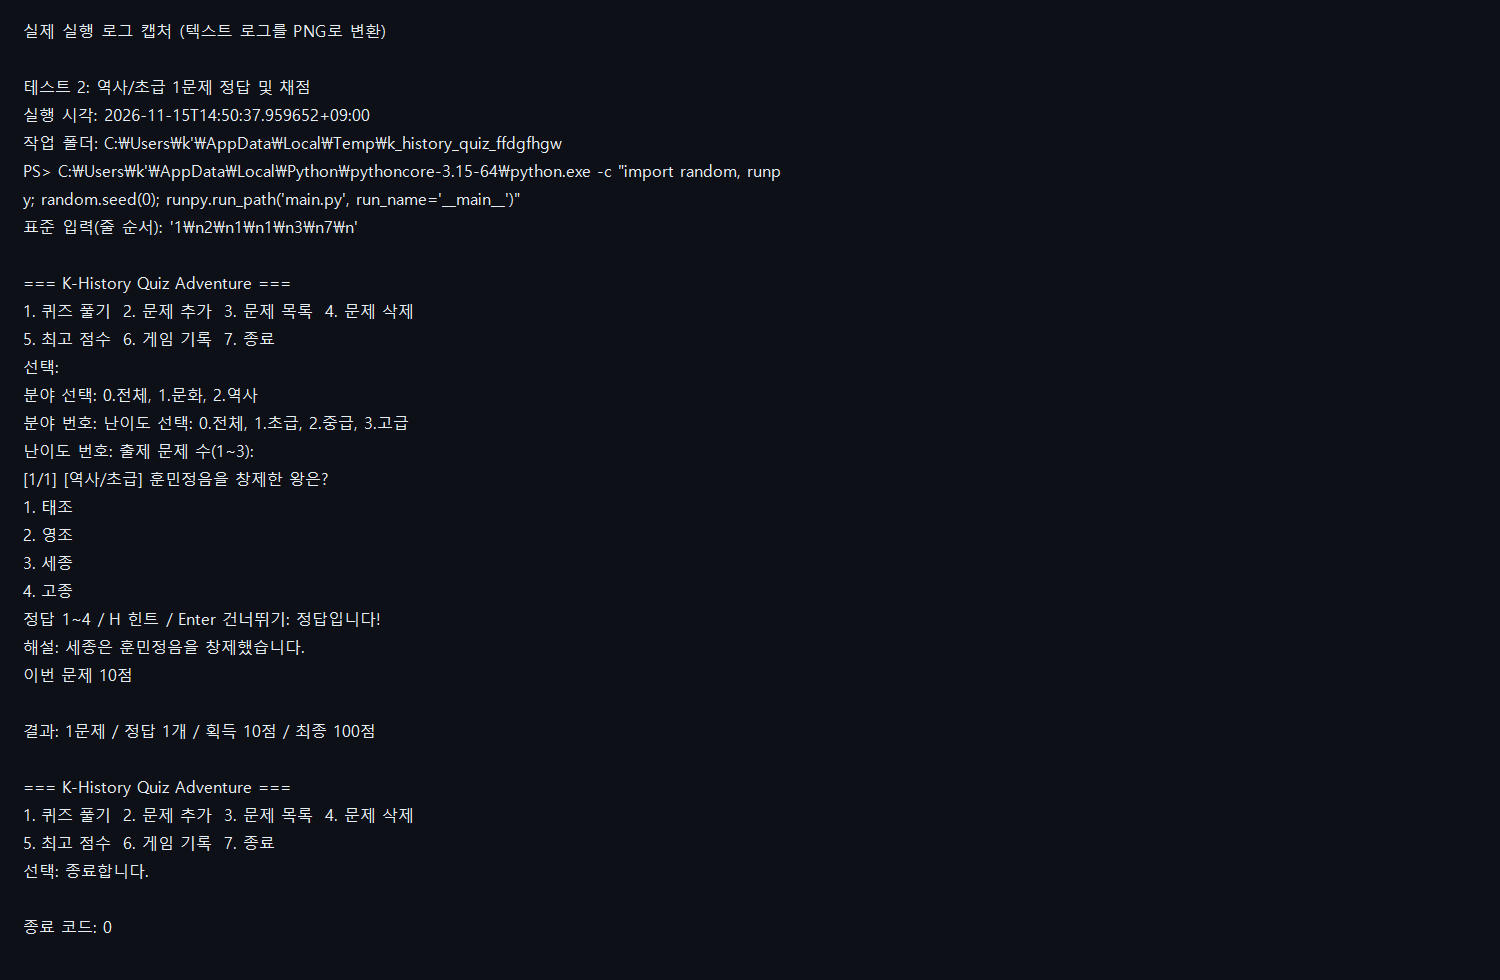 실제 실행 로그 캡처 (텍스트 로그를 PNG로 변환)
테스트 2: 역사/초급 1문제 정답 및 채점
실행 시각: 2026-11-15T14:50:37.959652+09:00
작업 폴더: C:₩Users₩k'₩AppData₩Local₩Temp₩k_history_quiz_ffdgfhgw
PS> C:₩Users₩k'₩AppData₩Local₩Python₩pythoncore-3.15-64₩python.exe -c "import random, runp
y; random.seed(0); runpy.run_path('main.py', run_name='__main__')"
표준 입력(줄 순서): '1₩n2₩n1₩n1₩n3₩n7₩n'
=== K-History Quiz Adventure ===
1. 퀴즈 풀기  2. 문제 추가  3. 문제 목록  4. 문제 삭제
5. 최고 점수  6. 게임 기록  7. 종료
선택:
분야 선택: 0.전체, 1.문화, 2.역사
분야 번호: 난이도 선택: 0.전체, 1.초급, 2.중급, 3.고급
난이도 번호: 출제 문제 수(1~3):
[1/1] [역사/초급] 훈민정음을 창제한 왕은?
1. 태조
2. 영조
3. 세종
4. 고종
정답 1~4 / H 힌트 / Enter 건너뛰기: 정답입니다!
해설: 세종은 훈민정음을 창제했습니다.
이번 문제 10점
결과: 1문제 / 정답 1개 / 획득 10점 / 최종 100점
=== K-History Quiz Adventure ===
1. 퀴즈 풀기  2. 문제 추가  3. 문제 목록  4. 문제 삭제
5. 최고 점수  6. 게임 기록  7. 종료
선택: 종료합니다.
종료 코드: 0